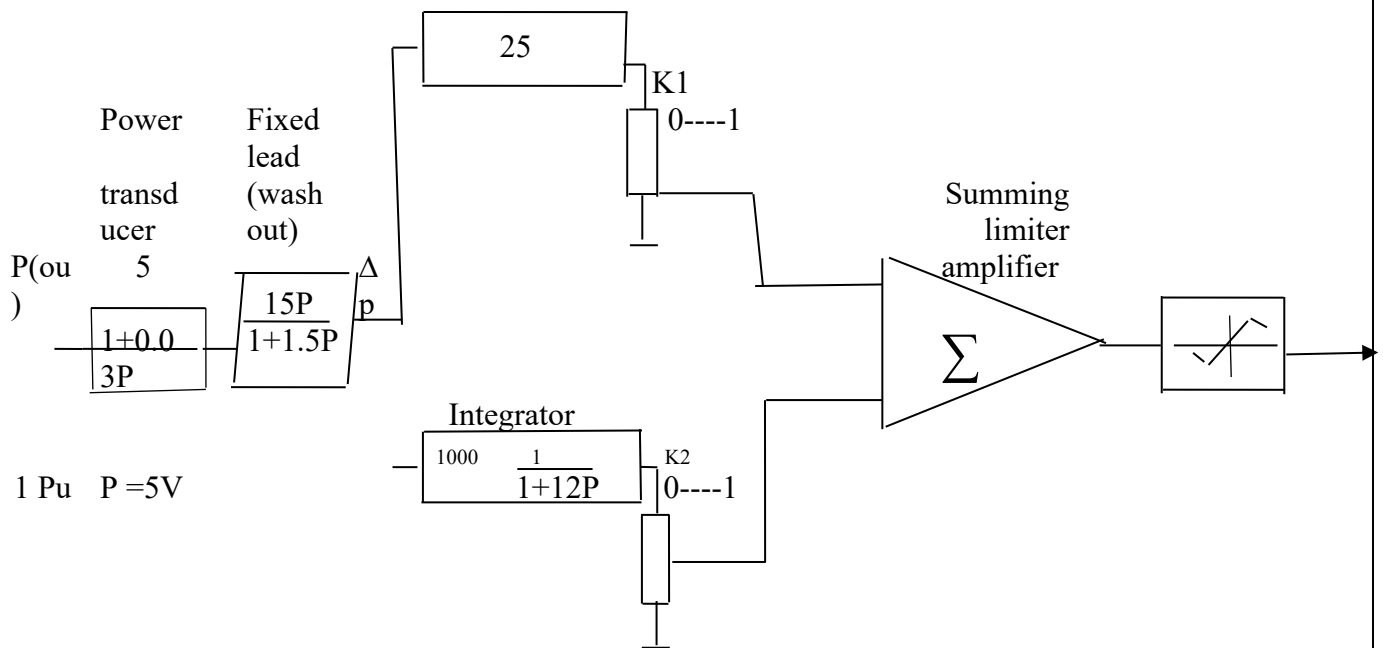 25
K1
0----1
Power
transd
ucer
5
Fixed
lead
(wash
out)
P(ou
)
1+0.0
3P
15P
1+1.5P
Δ
p
Summing
limiter
amplifier
∑
Integrator
1000
1
1+12P
K2
0----1
1 Pu P =5V